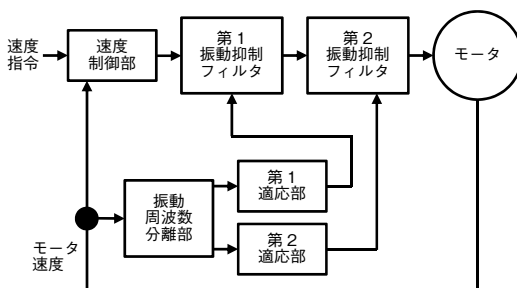 速度
指令
速度
制御部
第1
振動抑制
フィルタ
第2
振動抑制
フィルタ
モータ
振動
周波数
分離部
第1
適応部
第2
適応部
モータ
速度